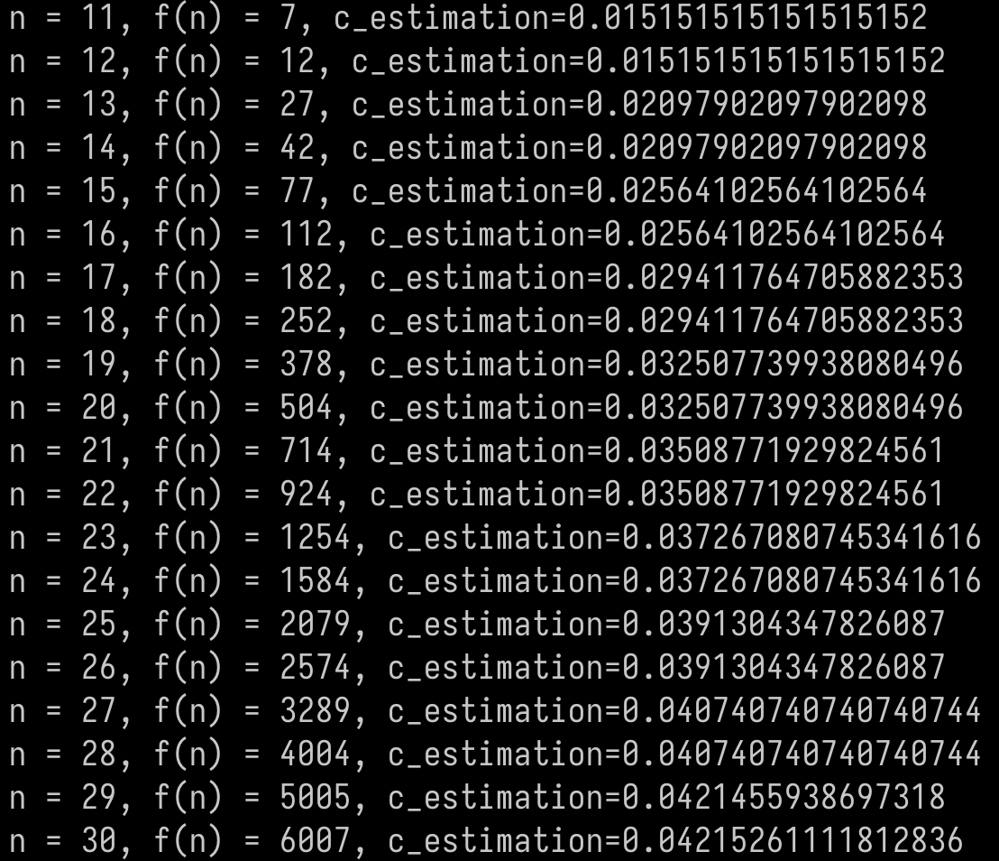 n = 11, f(n) = 7, c_estimation=0.015151515151515152
n = 12, f(n) = 12, c_estimation=0.015151515151515152
n = 13, f(n) = 27, c_estimation=0.02097902097902098
n = 14, f(n) = 42, c_estimation=0.02097902097902098
n = 15, f(n) = 77, c_estimation=0.02564102564102564
n = 16, f(n) = 112, c_estimation=0.02564102564102564
n = 17, f(n) = 182, c_estimation=0.029411764705882353
n = 18, f(n) = 252, c_estimation=0.029411764705882353
n = 19, f(n) = 378, c_estimation=0.032507739938080496
n = 20, f(n) = 504, c_estimation=0.032507739938080496
n = 21, f(n) = 714, c_estimation=0.03508771929824561
n = 22, f(n) = 924, c_estimation=0.03508771929824561
n = 23, f(n) = 1254, c_estimation=0.037267080745341616
n = 24, f(n) = 1584, c_estimation=0.037267080745341616
n = 25, f(n) = 2079, c_estimation=0.0391304347826087
n = 26, f(n) = 2574, c_estimation=0.0391304347826087
n = 27, f(n) = 3289, c_estimation=0.040740740740740744
n = 28, f(n) = 4004, c_estimation=0.040740740740740744
n = 29, f(n) = 5005, c_estimation=0.0421455938697318
n = 30, f(n) = 6007, c_estimation=0.04215261111812836